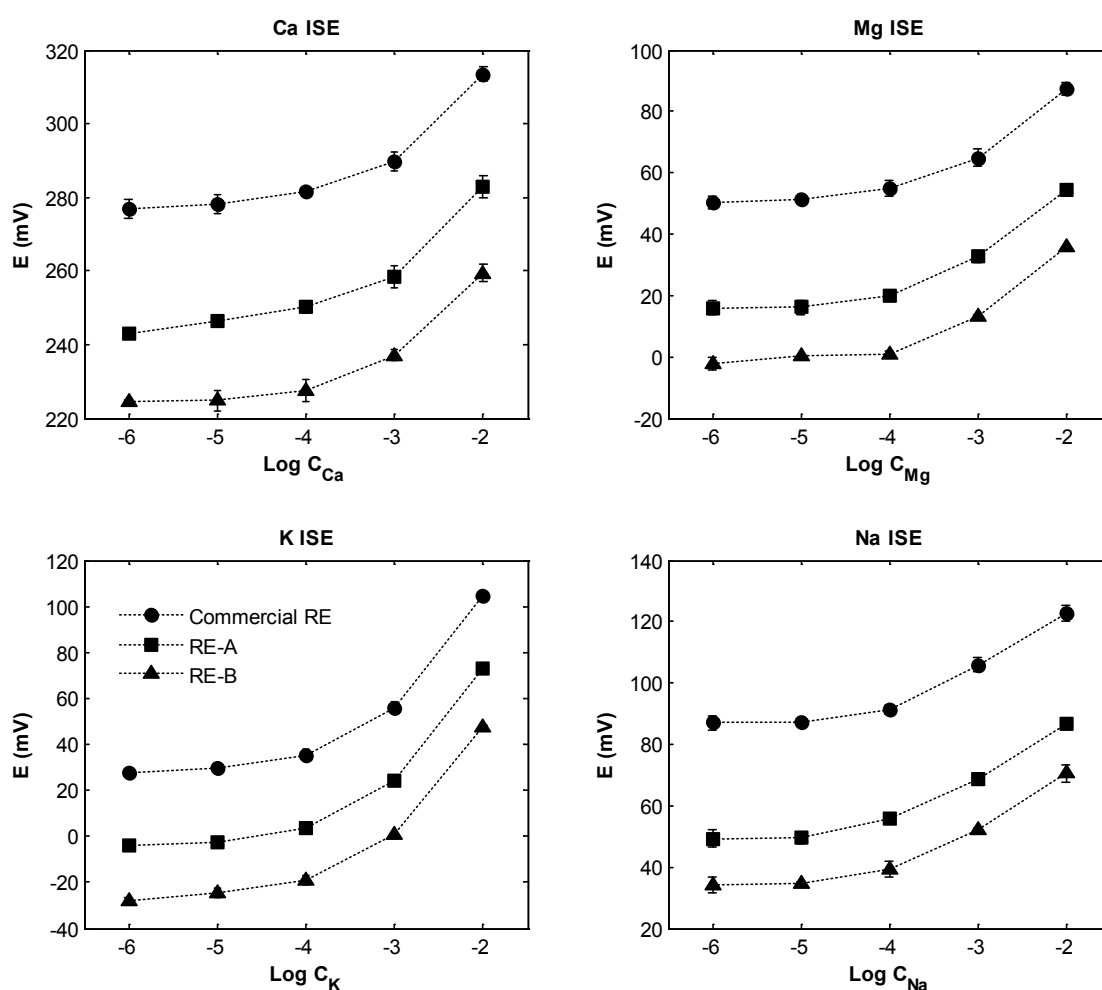 Ca ISE
320
300
280
260
240
220
E (mV)
-6 -5 -4 -3 -2
Log C_Ca
Mg ISE
100
80
60
40
20
0
-20
E (mV)
-6 -5 -4 -3 -2
Log C_Mg
K ISE
120
100
80
60
40
20
0
-20
-40
E (mV)
Commercial RE
RE-A
RE-B
-6 -5 -4 -3 -2
Log C_K
Na ISE
140
120
100
80
60
40
20
E (mV)
-6 -5 -4 -3 -2
Log C_Na